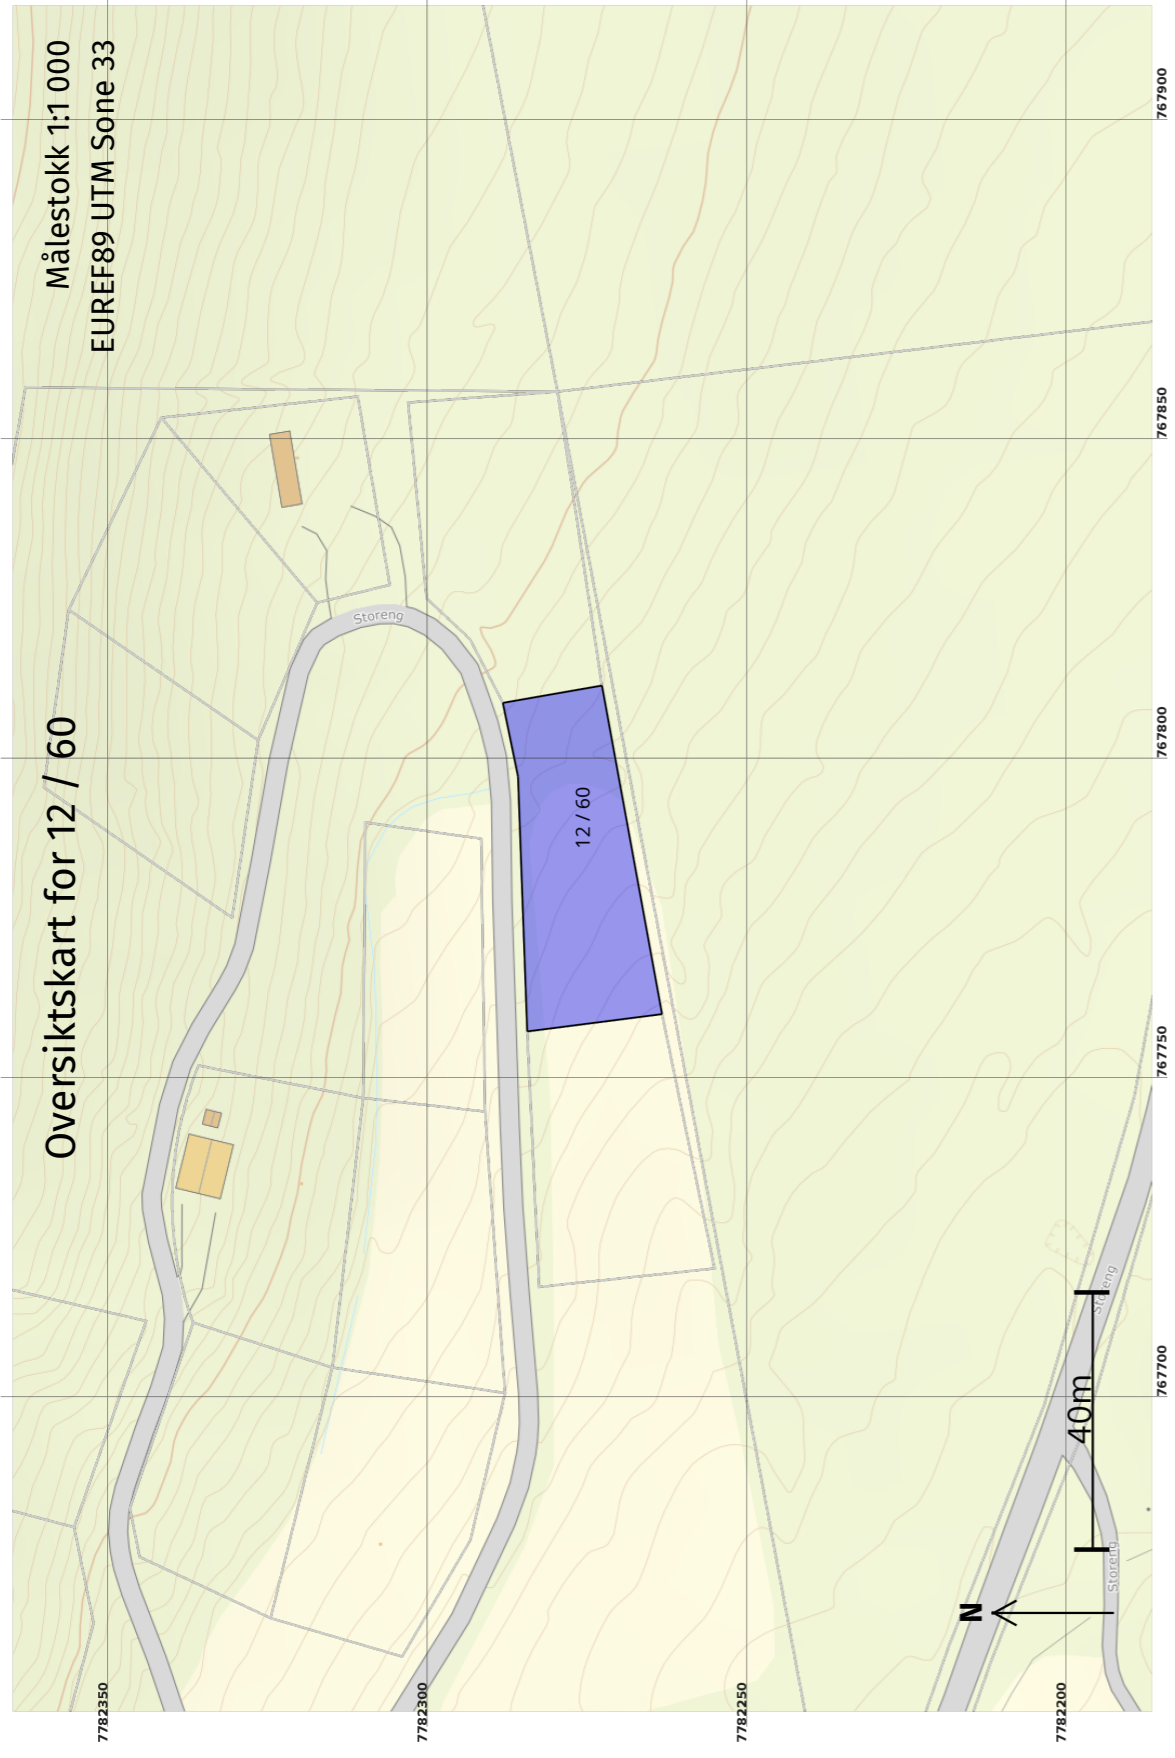 Oversiktskart for 12 / 60
Målestokk 1:1 000
EUREF89 UTM Sone 33
Storeng
12 / 60
Storeng
Storeng
40m
N
7782350
7782300
7782250
7782200
767700
767750
767800
767850
767900